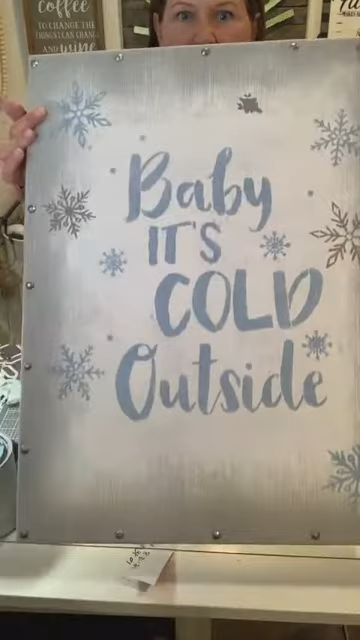 coffee
TO CHANGE THE
THINGS I CAN CHANGE
AND wine
Baby
IT'S
COLD
Outside